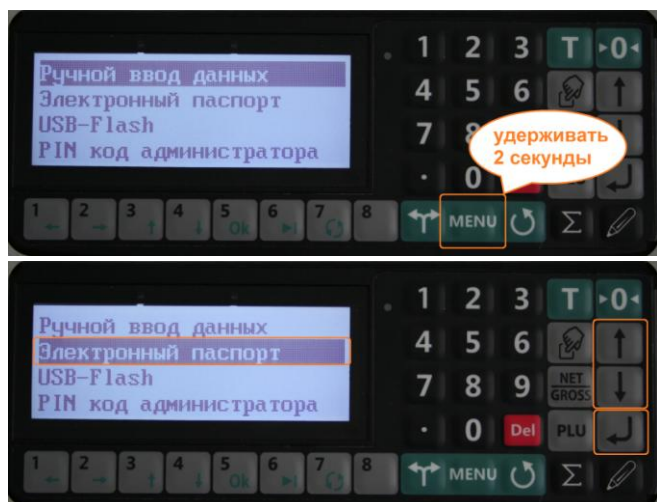 Ручной ввод данных
Электронный паспорт
USB-Flash
PIN код администратора
1 2 3 T ▸0◂
4 5 6 ↑
7
удерживать
2 секунды
· 0
1 ← 2 → 3 ↑ 4 ↓ 5 Ok 6 7 8 MENU Σ
Ручной ввод данных
Электронный паспорт
USB-Flash
PIN код администратора
1 2 3 T ▸0◂
4 5 6 ↑
7 8 9 NET GROSS ↓
· 0 Del PLU ↵
1 ← 2 → 3 ↑ 4 ↓ 5 Ok 6 7 8 MENU Σ